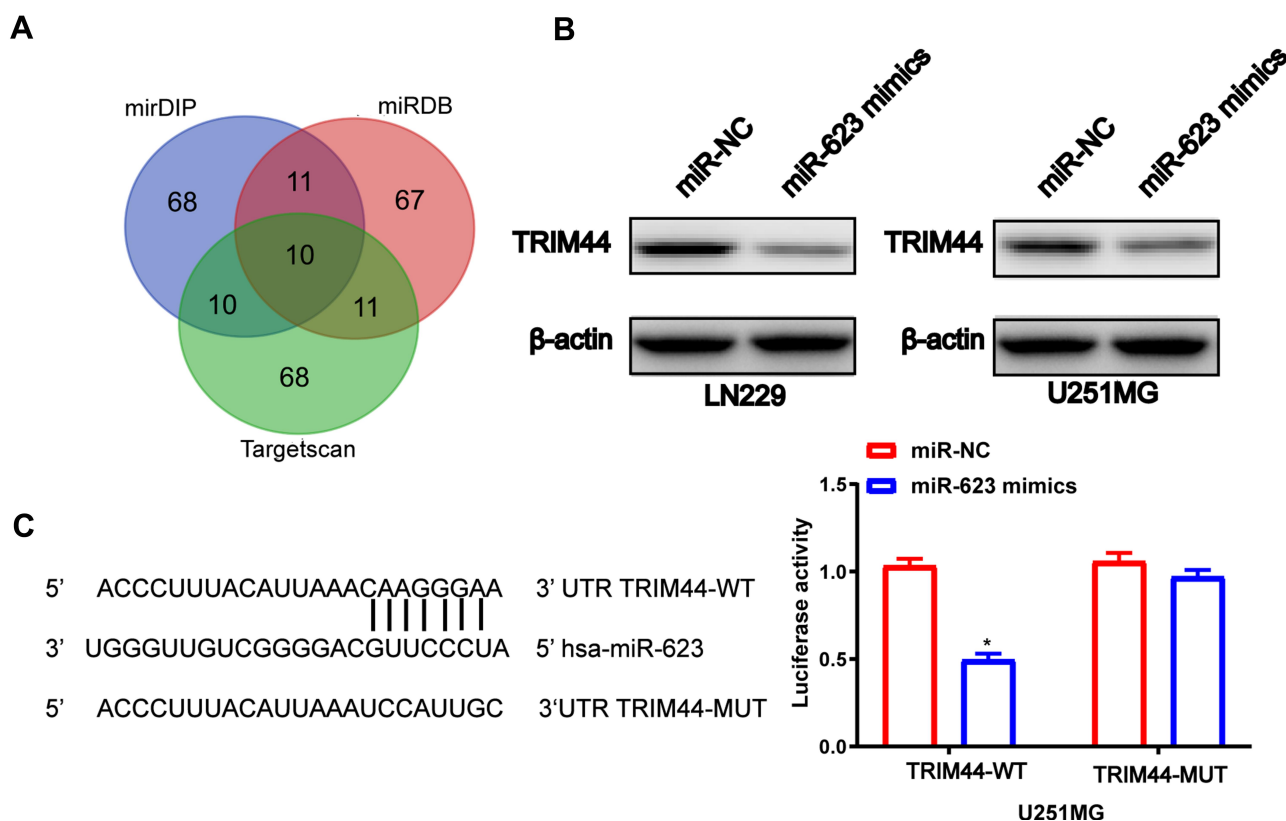 A
mirDIP
miRDB
68
11
67
10
10
11
68
Targetscan
B
miR-NC
miR-623 mimics
miR-NC
miR-623 mimics
TRIM44
TRIM44
β-actin
β-actin
LN229
U251MG
C
5’ ACCCUUUACAUUAAACAAGGGAA 3’ UTR TRIM44-WT
3’ UGGGUUGUCGGGGACGUUCCCUA 5’ hsa-miR-623
5’ ACCCUUUACAUUAAAUCCAUUGC 3‘UTR TRIM44-MUT
miR-NC
miR-623 mimics
Luciferase activity
1.5
1.0
0.5
0.0
*
TRIM44-WT
TRIM44-MUT
U251MG